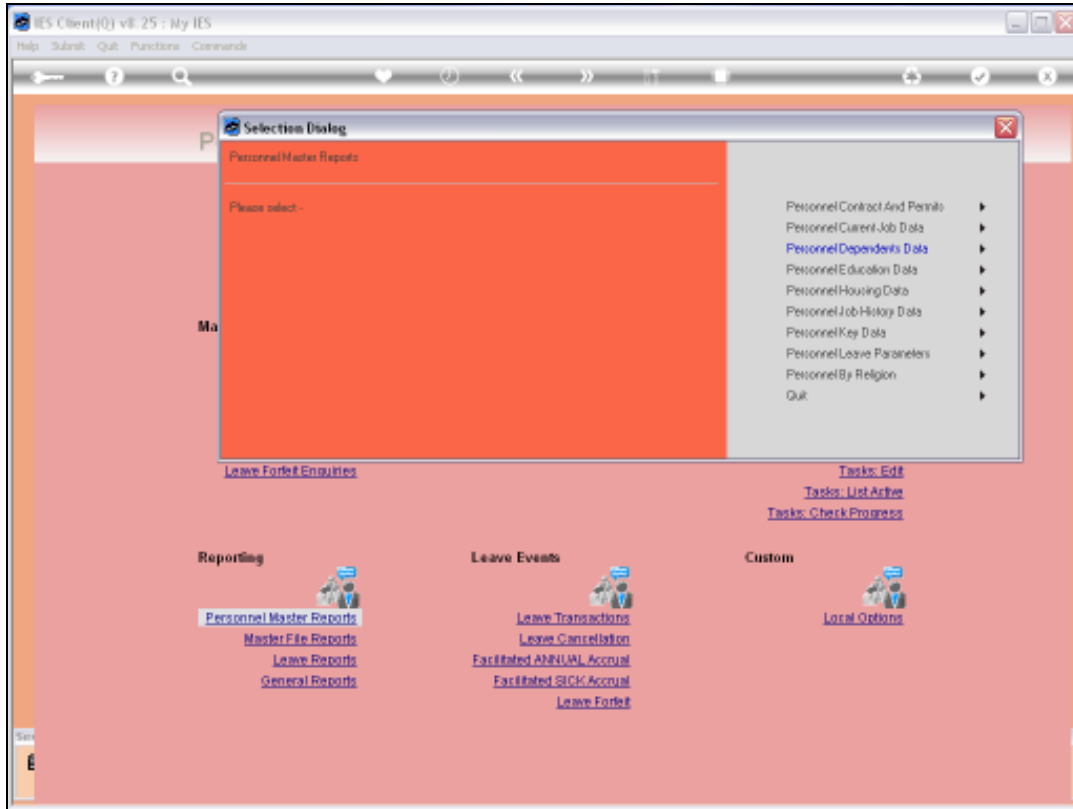 IES Client(Q) v8.25 : My IES
Help Submit Quit Functions Commands
P
Selection Dialog
Personnel Master Reports
Please select -
Personnel Contract And Permits
Personnel Current Job Data
Personnel Dependents Data
Personnel Education Data
Personnel Housing Data
Personnel Job History Data
Personnel Key Data
Personnel Leave Parameters
Personnel By Religion
Quit
Ma
Leave Forfeit Enquiries
Tasks: Edit
Tasks: List Active
Tasks: Check Progress
Reporting
Leave Events
Custom
Personnel Master Reports
Leave Transactions
Local Options
Master File Reports
Leave Cancellation
Leave Reports
Facilitated ANNUAL Accrual
General Reports
Facilitated SICK Accrual
Leave Forfeit